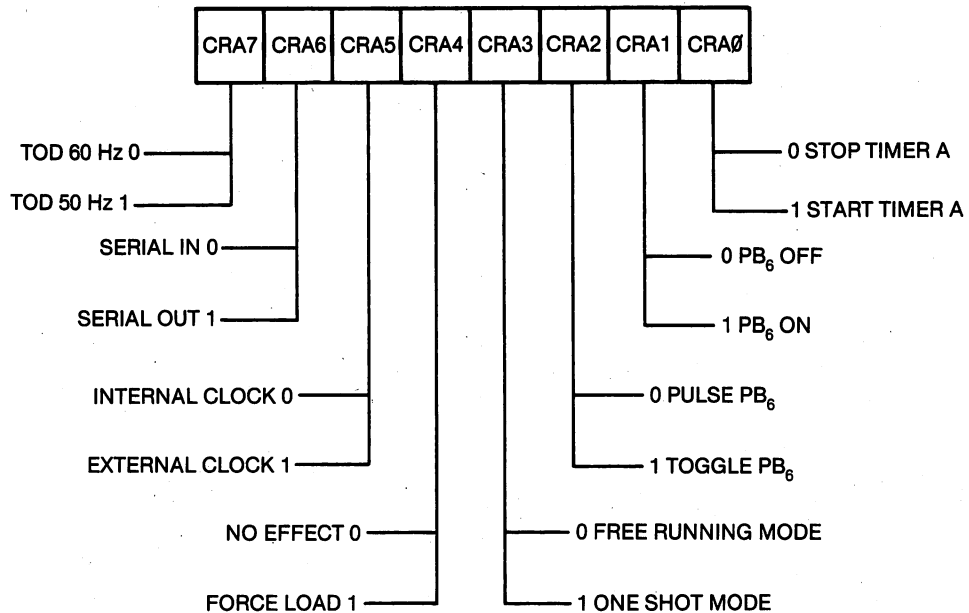 CRA7 CRA6 CRA5 CRA4 CRA3 CRA2 CRA1 CRAØ
TOD 60 Hz 0
TOD 50 Hz 1
SERIAL IN 0
SERIAL OUT 1
INTERNAL CLOCK 0
EXTERNAL CLOCK 1
NO EFFECT 0
FORCE LOAD 1
0 STOP TIMER A
1 START TIMER A
0 PB₆ OFF
1 PB₆ ON
0 PULSE PB₆
1 TOGGLE PB₆
0 FREE RUNNING MODE
1 ONE SHOT MODE